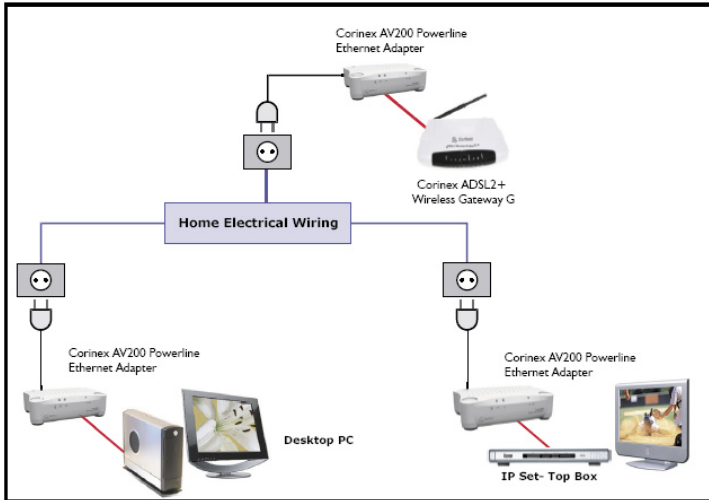 Corinex AV200 Powerline
Ethernet Adapter
Corinex ADSL2+
Wireless Gateway G
Home Electrical Wiring
Corinex AV200 Powerline
Ethernet Adapter
Desktop PC
Corinex AV200 Powerline
Ethernet Adapter
IP Set- Top Box